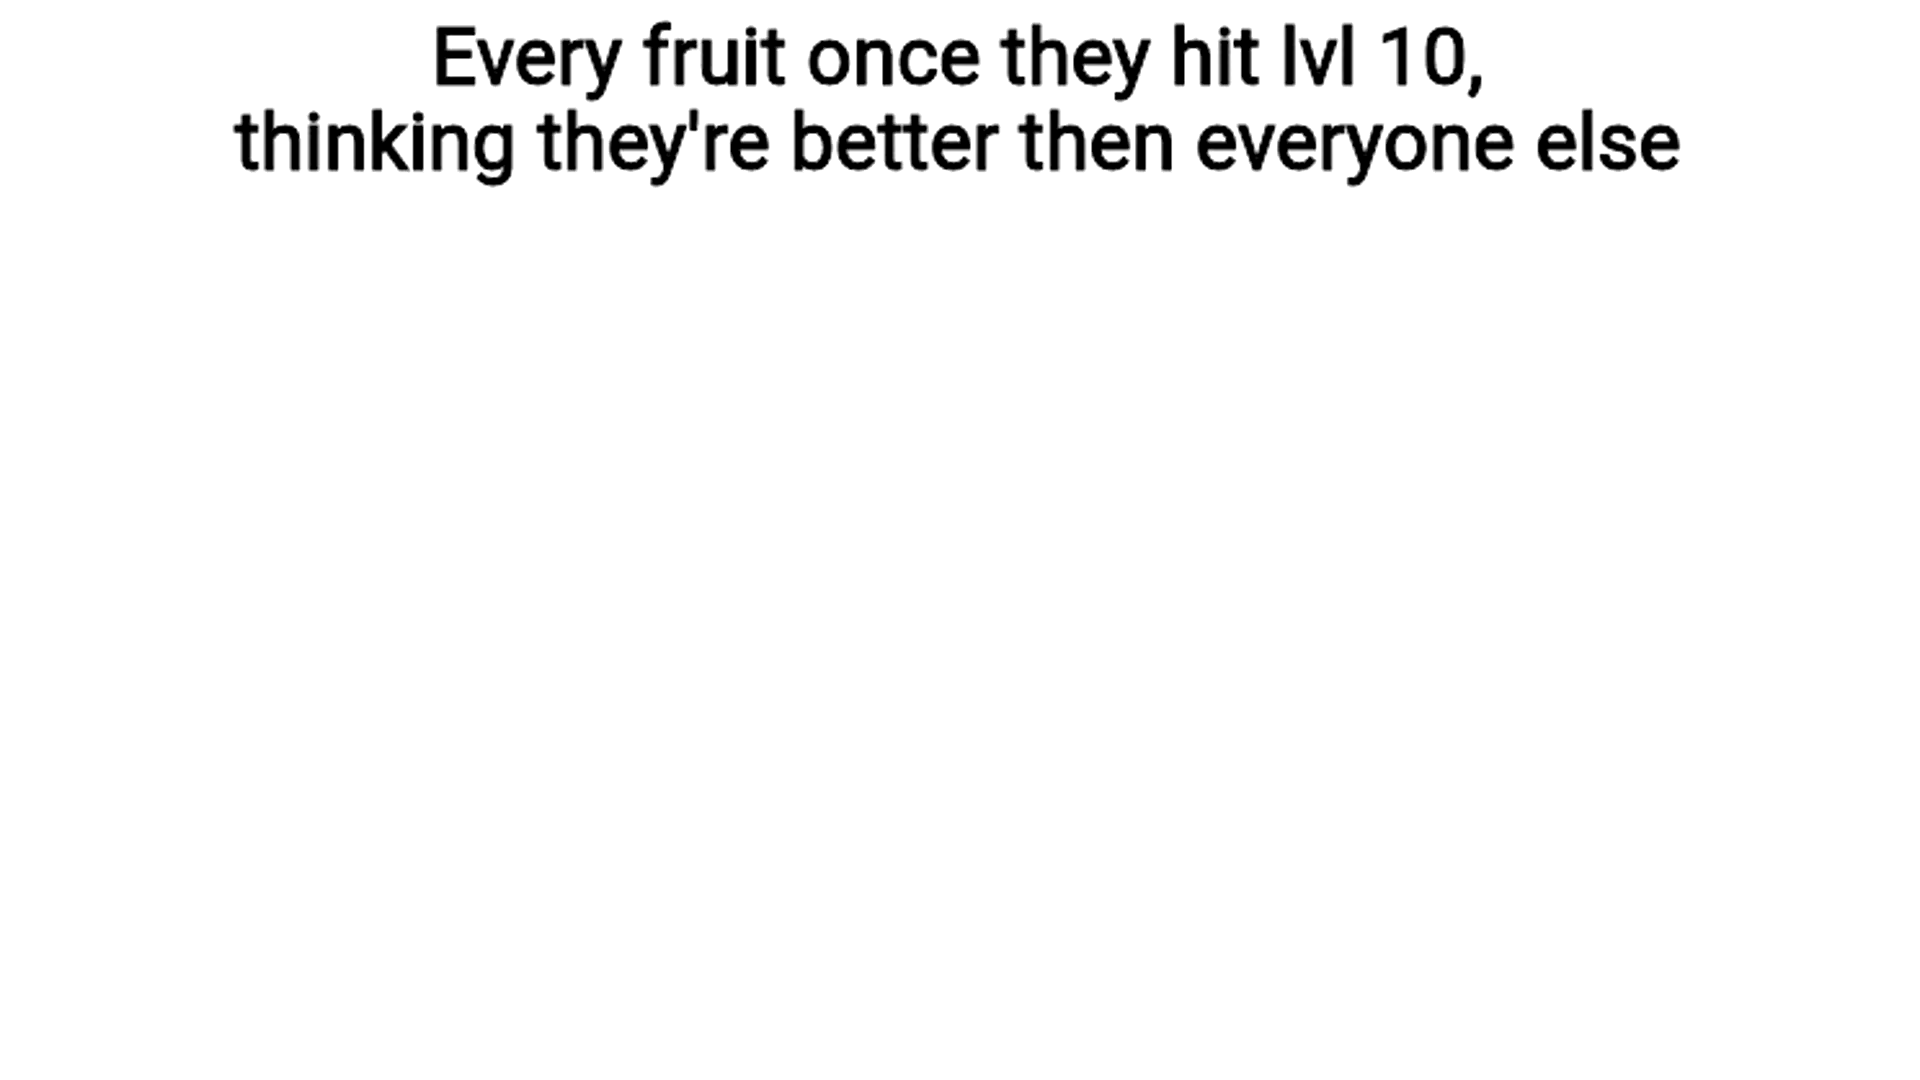 Every fruit once they hit lvl 10,
thinking they're better then everyone else